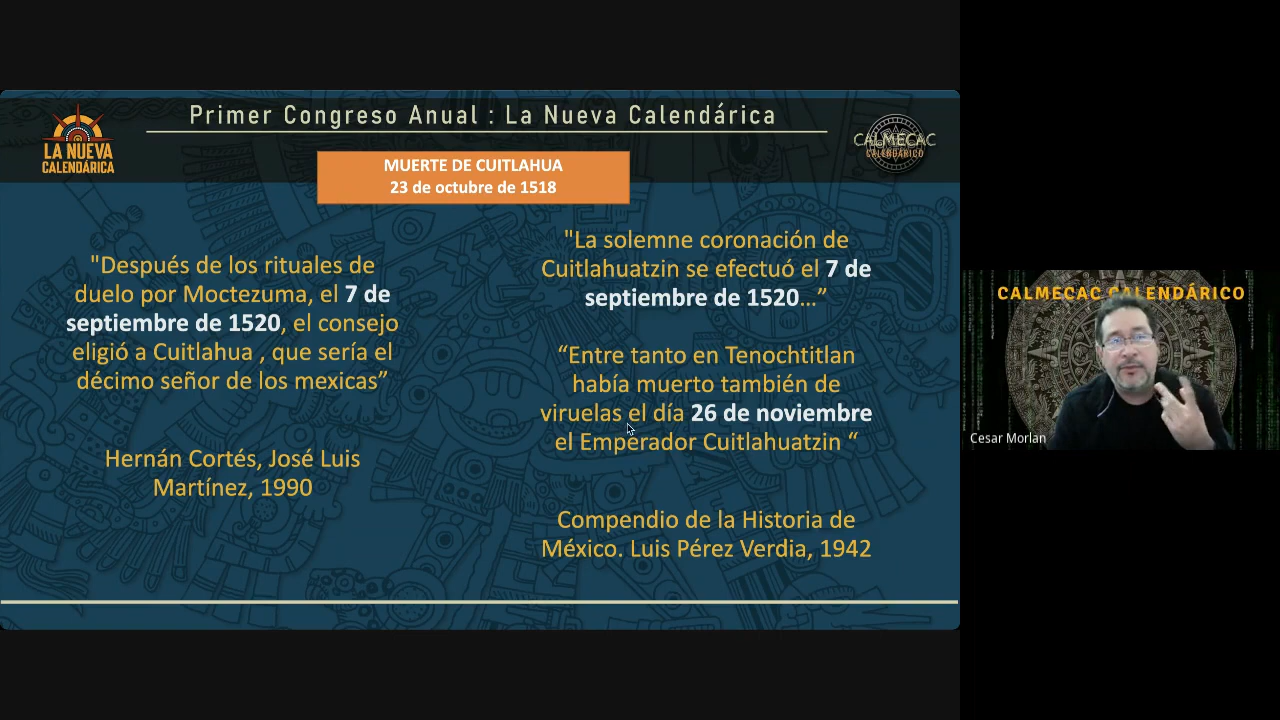 Primer Congreso Anual : La Nueva Calendárica
LA NUEVA
CALENDÁRICA
CALMECAC
CALENDÁRICO
MUERTE DE CUITLAHUA
23 de octubre de 1518
"Después de los rituales de
duelo por Moctezuma, el 7 de
septiembre de 1520, el consejo
eligió a Cuitlahua , que sería el
décimo señor de los mexicas”
Hernán Cortés, José Luis
Martínez, 1990
"La solemne coronación de
Cuitlahuatzin se efectuó el 7 de
septiembre de 1520…”
“Entre tanto en Tenochtitlan
había muerto también de
viruelas el día 26 de noviembre
el Emperador Cuitlahuatzin “
Compendio de la Historia de
México. Luis Pérez Verdia, 1942
CALMECAC CALENDÁRICO
Cesar Morlan